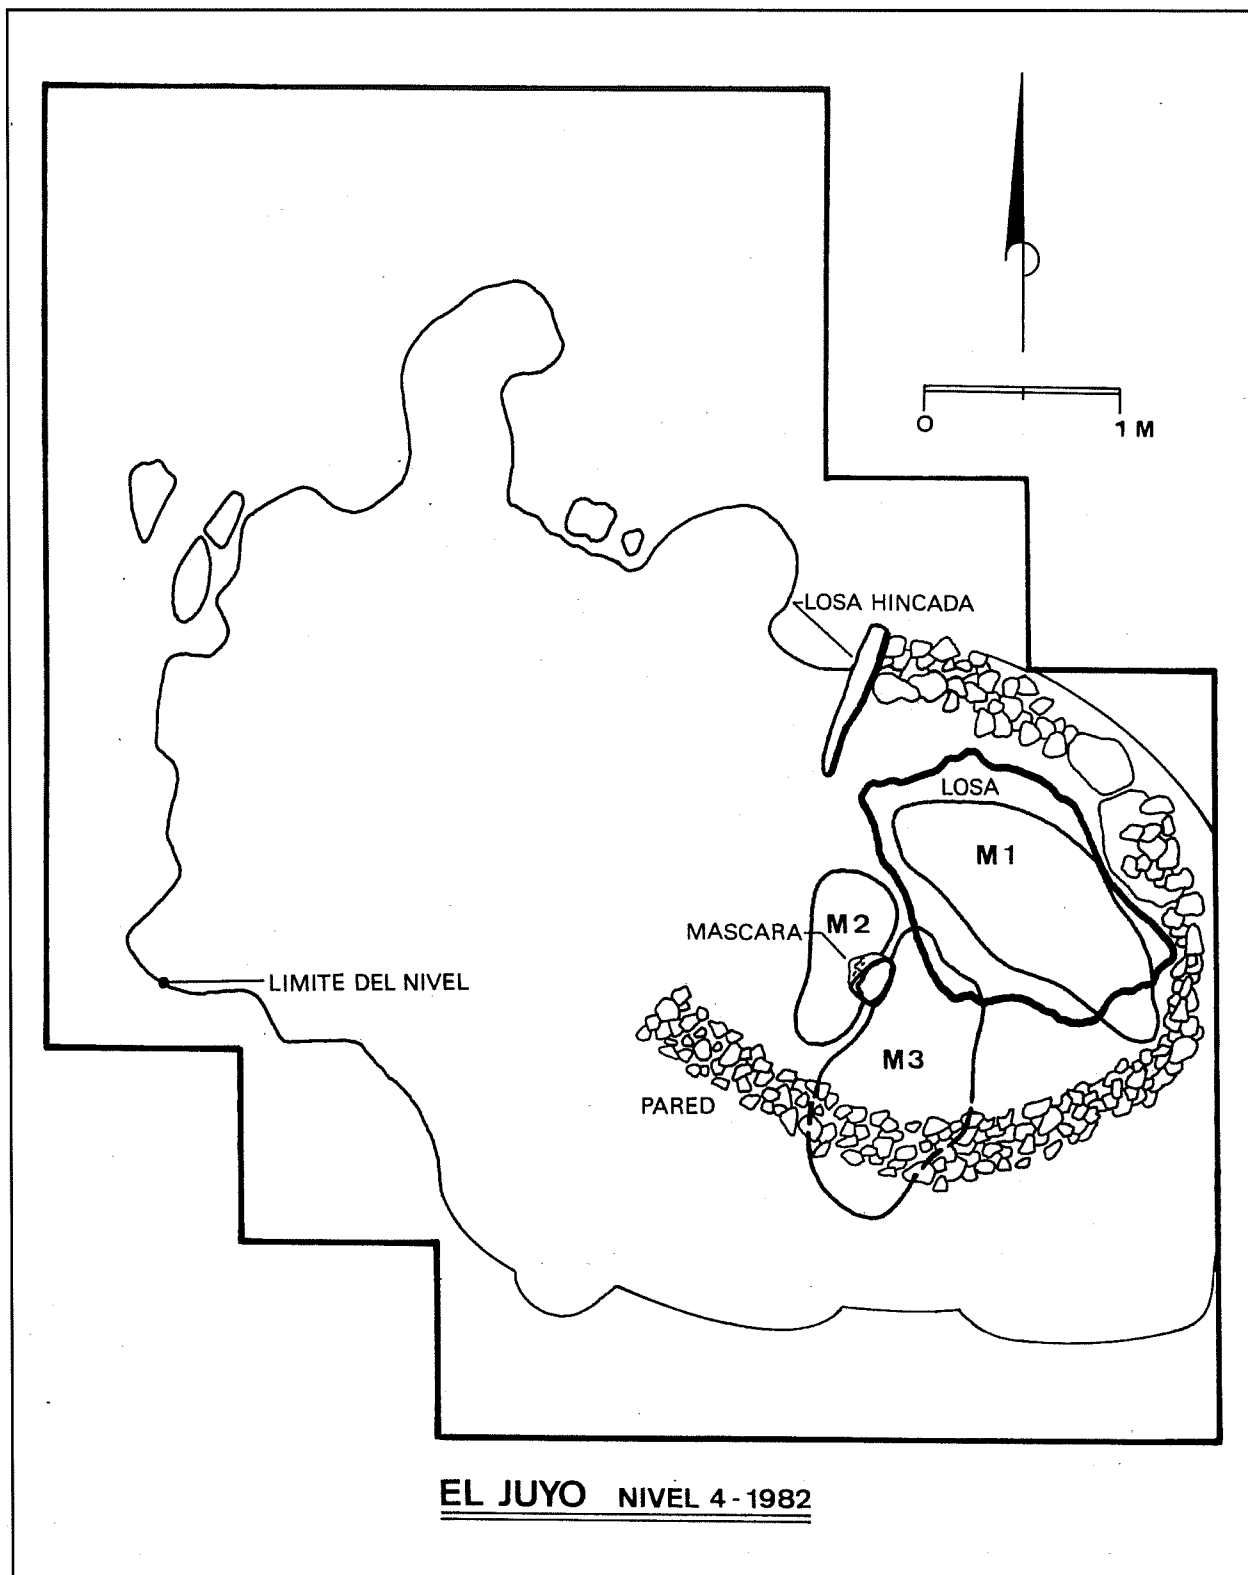 O
1 M
LOSA HINCADA
LOSA
M1
M2
MASCARA
LIMITE DEL NIVEL
M3
PARED
EL JUYO NIVEL 4-1982